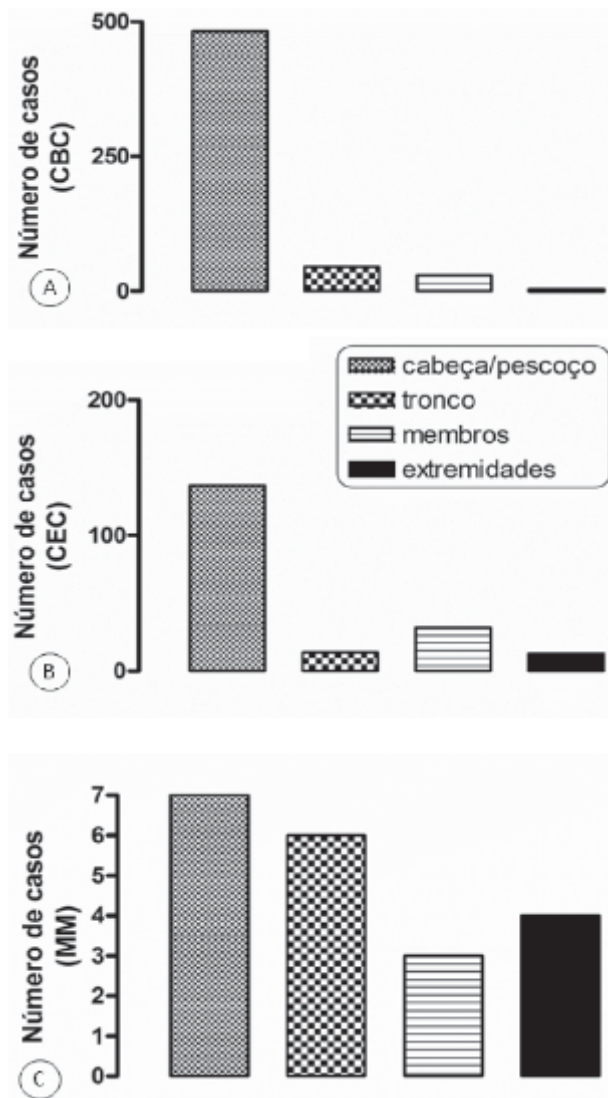 Número de casos
(CBC)
500
250
0
A
cabeça/pescoço
tronco
membros
extremidades
Número de casos
(CEC)
200
100
0
B
Número de casos
(MM)
7
6
5
4
3
2
1
0
C